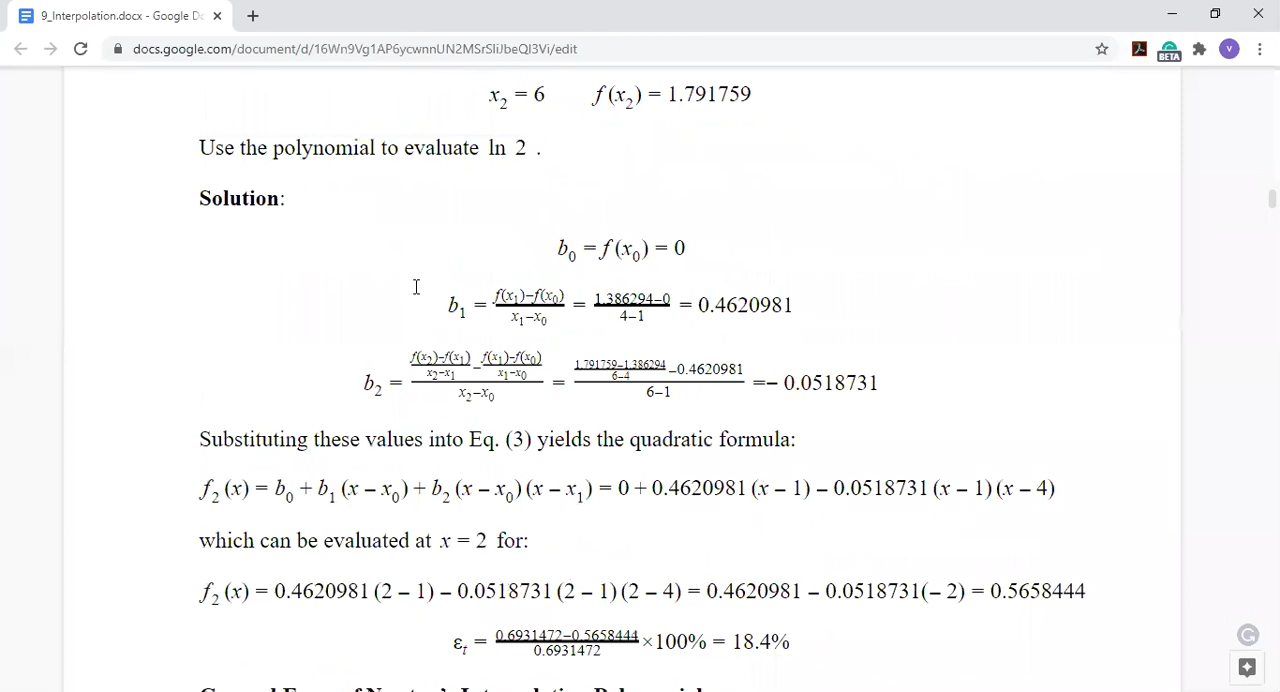 9_Interpolation.docx - Google Do
docs.google.com/document/d/16Wn9Vg1AP6ycwnnUN2MSrSliJbeQI3Vi/edit
BETA
V
x₂ = 6 f(x₂) = 1.791759
Use the polynomial to evaluate ln 2 .
Solution:
b₀ = f(x₀) = 0
b₁ = f(x₁)−f(x₀) / x₁−x₀ = 1.386294−0 / 4−1 = 0.4620981
b₂ = f(x₂)−f(x₁) / x₂−x₁ − f(x₁)−f(x₀) / x₁−x₀ / x₂−x₀ = 1.791759−1.386294 / 6−4 −0.4620981 / 6−1 =− 0.0518731
Substituting these values into Eq. (3) yields the quadratic formula:
f₂(x) = b₀ + b₁(x − x₀) + b₂(x − x₀)(x − x₁) = 0 + 0.4620981(x − 1) − 0.0518731(x − 1)(x − 4)
which can be evaluated at x = 2 for:
f₂(x) = 0.4620981(2 − 1) − 0.0518731(2 − 1)(2 − 4) = 0.4620981 − 0.0518731(− 2) = 0.5658444
εₜ = 0.6931472−0.5658444 / 0.6931472 ×100% = 18.4%